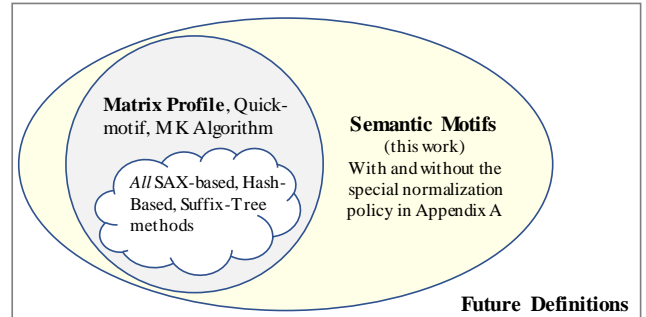 Matrix Profile, Quick-
motif, MK Algorithm
All SAX-based, Hash-
Based, Suffix-Tree
methods
Semantic Motifs
(this work)
With and without the
special normalization
policy in Appendix A
Future Definitions